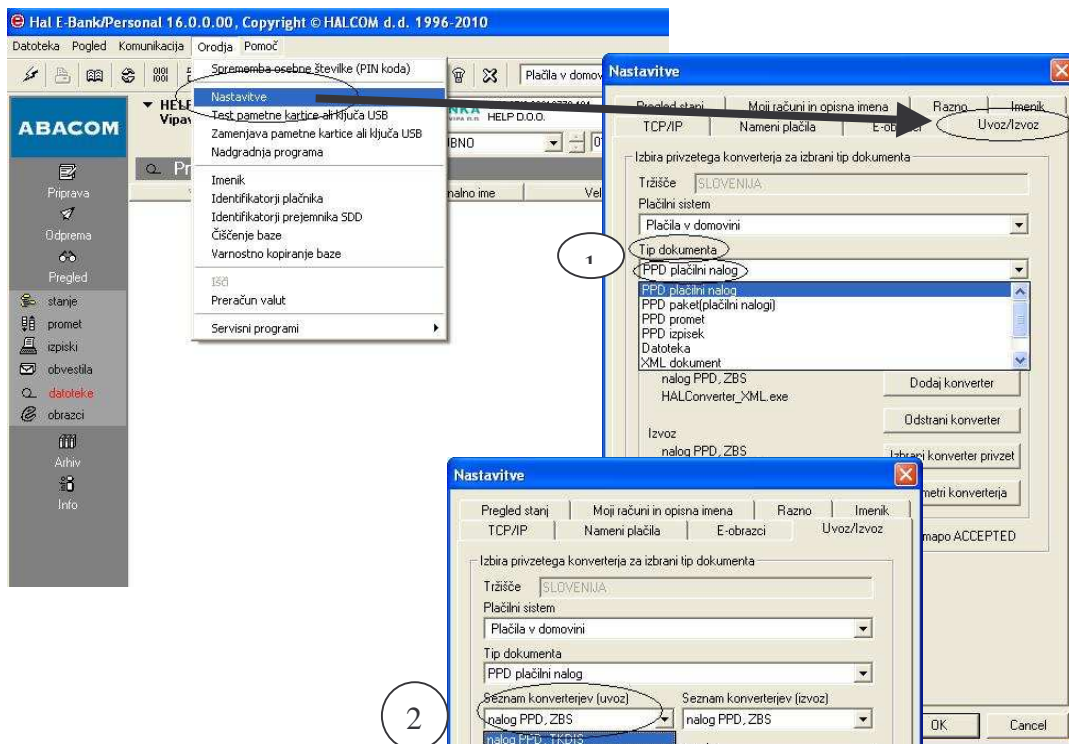 Hal E-Bank/Personal 16.0.0.00, Copyright © HALCOM d.d. 1996-2010
Datoteka Pogled Komunikacija Orodja Pomoč
Sprememba osebne številke (PIN koda)
Nastavitve
Test pametne kartice ali ključa USB
Zamenjava pametne kartice ali ključa USB
Nadgradnja programa
Imenik
Identifikatorji plačnika
Identifikatorji prejemnika SDD
Čiščenje baze
Varnostno kopiranje baze
Išči
Preračun valut
Servisni programi
Plačila v domov
HELP D.O.O.
ABACOM
Priprava
Odprema
Pregled
stanje
promet
izpiski
obvestila
datoteke
obrazci
Arhiv
Info
Nastavitve
Pregled stanj Moji računi in opisna imena Razno Imenik
TCP/IP Nameni plačila Uvoz/Izvoz
Izbira privzetega konverterja za izbrani tip dokumenta
Tržišče SLOVENIJA
Plačilni sistem
Plačila v domovini
1
Tip dokumenta
PPD plačilni nalog
PPD plačilni nalog
PPD paket(plačilni nalogi)
PPD promet
PPD izpisek
Datoteka
XML dokument
nalog PPD, ZBS
HALConverter_XML.exe
Dodaj konverter
Odstrani konverter
Izvoz
nalog PPD, ZBS
Izbrani konverter privzet
metri konverterja
mapo ACCEPTED
OK Cancel
Nastavitve
Pregled stanj Moji računi in opisna imena Razno Imenik
TCP/IP Nameni plačila E-obrazci Uvoz/Izvoz
Izbira privzetega konverterja za izbrani tip dokumenta
Tržišče SLOVENIJA
Plačilni sistem
Plačila v domovini
Tip dokumenta
PPD plačilni nalog
2
Seznam konverterjev (uvoz) Seznam konverterjev (izvoz)
nalog PPD, ZBS nalog PPD, ZBS
nalog PPD, TKDIS